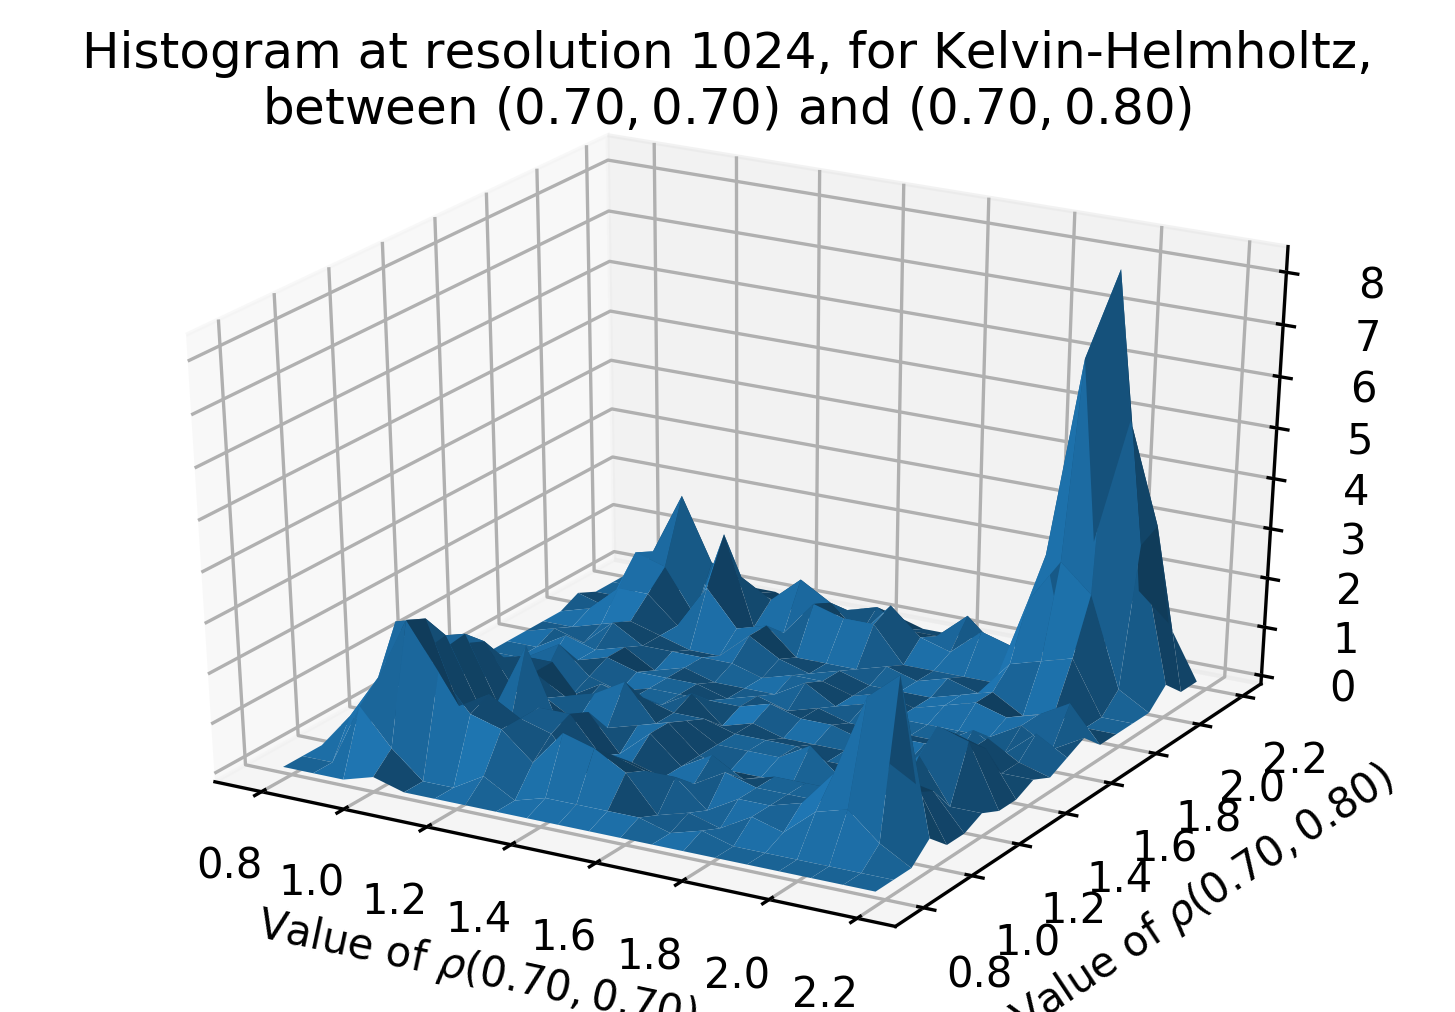 Histogram at resolution 1024, for Kelvin-Helmholtz,
between (0.70, 0.70) and (0.70, 0.80)
8
7
6
5
4
3
2
1
0
0.8 1.0 1.2 1.4 1.6 1.8 2.0 2.2
Value of ρ(0.70, 0.70)
0.8 1.0 1.2 1.4 1.6 1.8 2.0 2.2
Value of ρ(0.70, 0.80)